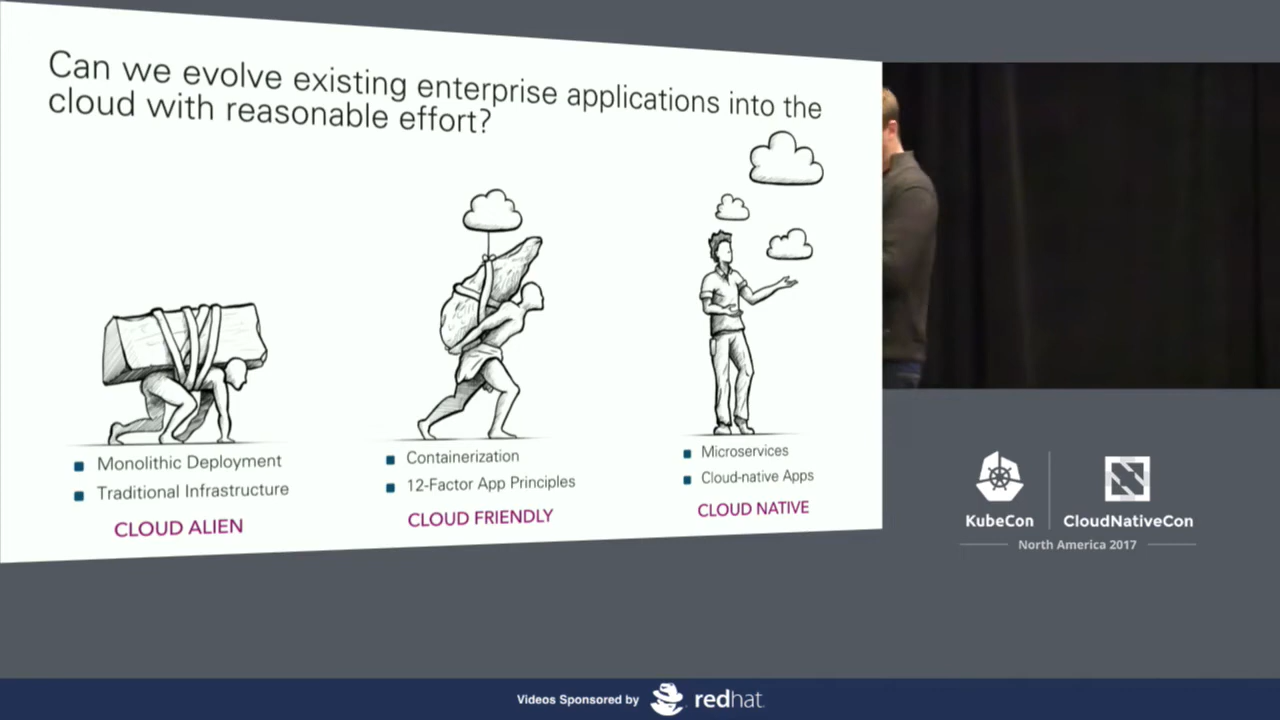 Can we evolve existing enterprise applications into the
cloud with reasonable effort?
Monolithic Deployment
Traditional Infrastructure
CLOUD ALIEN
Containerization
12-Factor App Principles
CLOUD FRIENDLY
Microservices
Cloud-native Apps
CLOUD NATIVE
KubeCon
CloudNativeCon
North America 2017
Videos Sponsored by
redhat